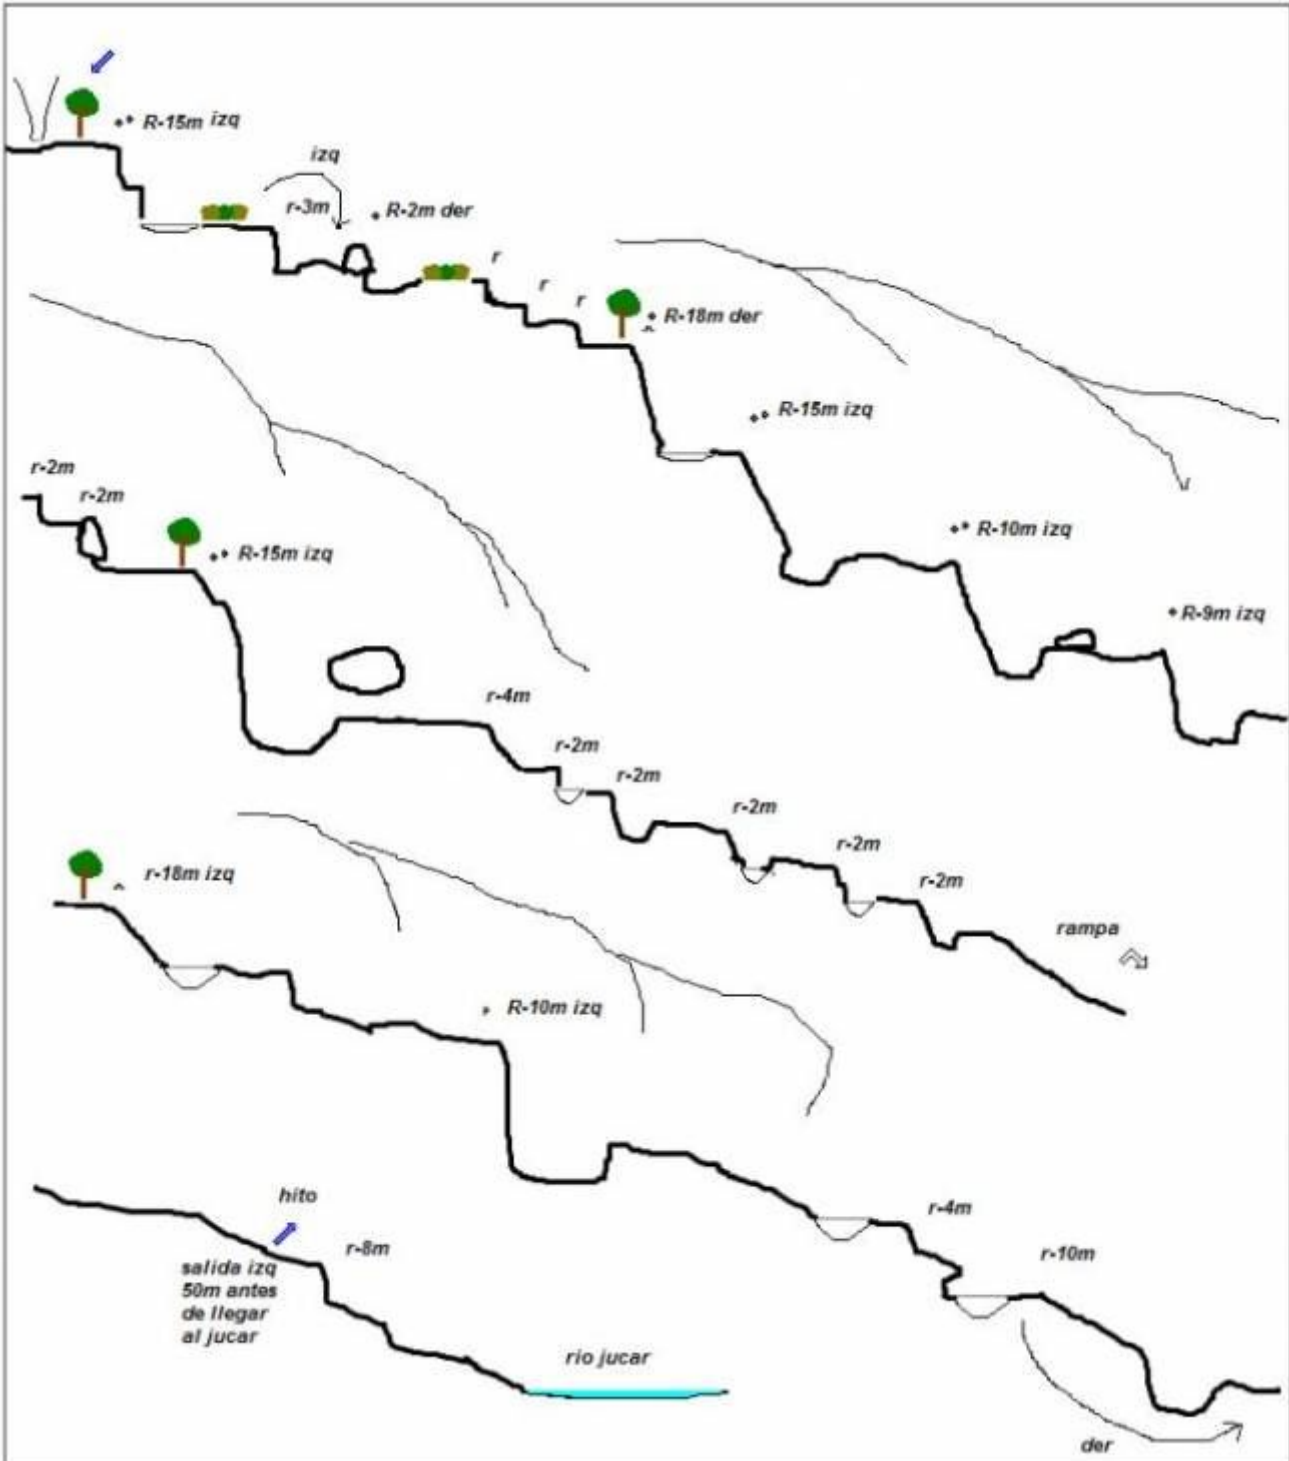 R-15m izq
izq
r-3m
R-2m der
r
r
r
R-18m der
R-15m izq
R-10m izq
R-9m izq
r-2m
r-2m
R-15m izq
r-4m
r-2m
r-2m
r-2m
r-2m
r-2m
rampa
r-18m izq
R-10m izq
r-4m
r-10m
der
hito
r-8m
salida izq
50m antes
de llegar
al jucar
rio jucar